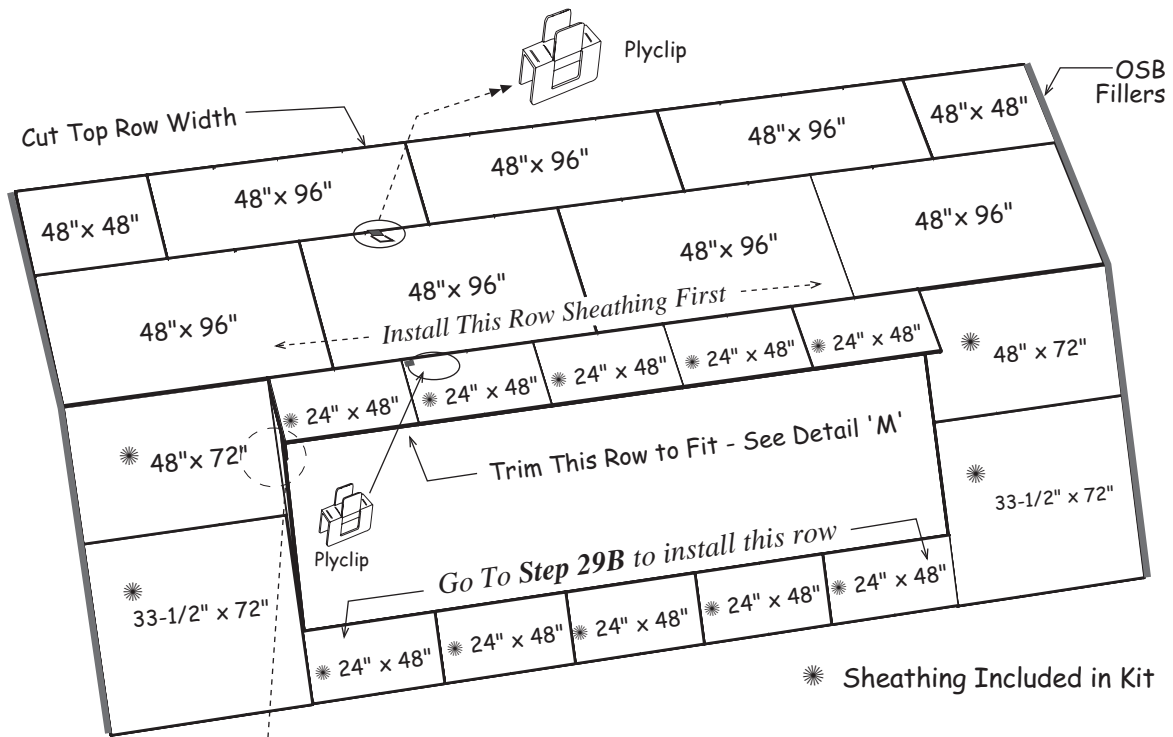 Plyclip
OSB
Fillers
Cut Top Row Width
48"x 48"
48"x 96"
48"x 96"
48"x 96"
48"x 48"
48"x 96"
48"x 96"
48"x 96"
48"x 96"
Install This Row Sheathing First
24" x 48"
24" x 48"
24" x 48"
24" x 48"
24" x 48"
48"x 72"
48" x 72"
Trim This Row to Fit - See Detail 'M'
Plyclip
33-1/2" x 72"
33-1/2" x 72"
Go To Step 29B to install this row
24" x 48"
24" x 48"
24" x 48"
24" x 48"
24" x 48"
Sheathing Included in Kit